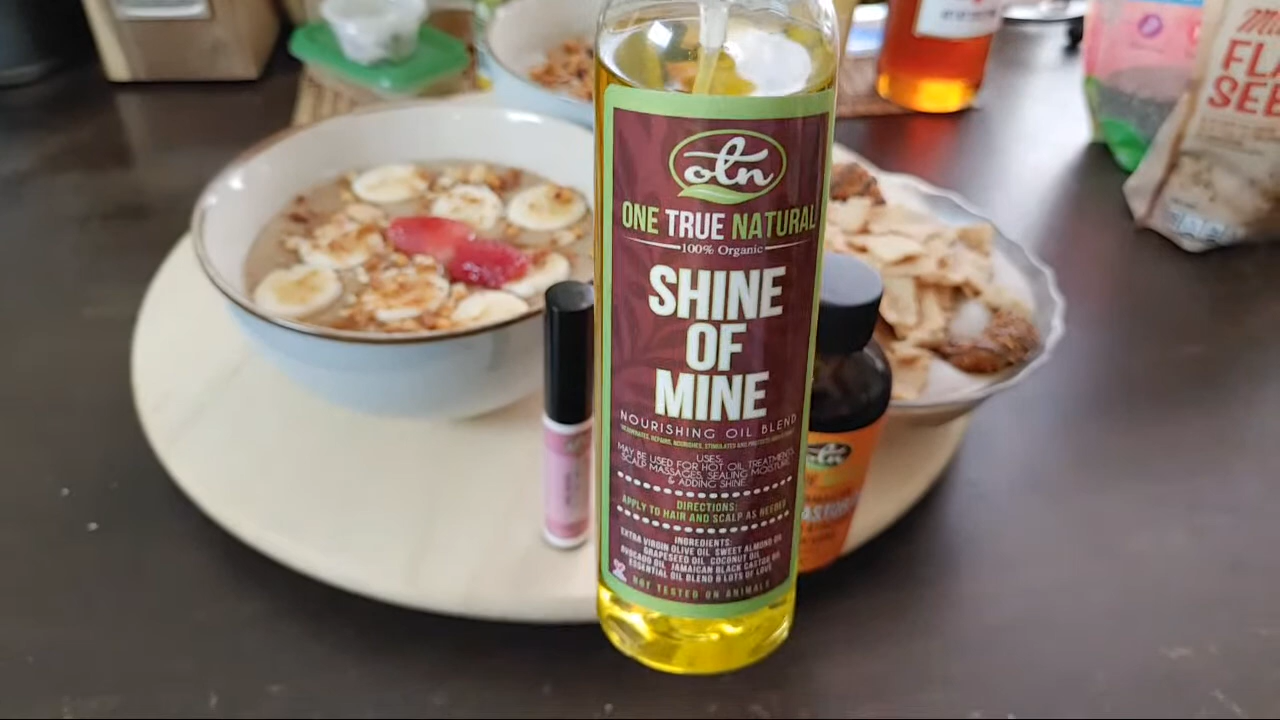 otn
ONE TRUE NATURAL
100% Organic
SHINE
OF
MINE
NOURISHING OIL BLEND
USES:
MAY BE USED FOR HOT OIL TREATMENTS,
SCALP MASSAGES, SEALING MOISTURE
& ADDING SHINE
DIRECTIONS:
APPLY TO HAIR AND SCALP AS NEEDED
INGREDIENTS:
EXTRA VIRGIN OLIVE OIL SWEET ALMOND OIL
GRAPESEED OIL COCONUT OIL
AVOCADO OIL JAMAICAN BLACK CASTOR OIL
ESSENTIAL OIL BLEND & LOTS OF LOVE
NOT TESTED ON ANIMALS
otn